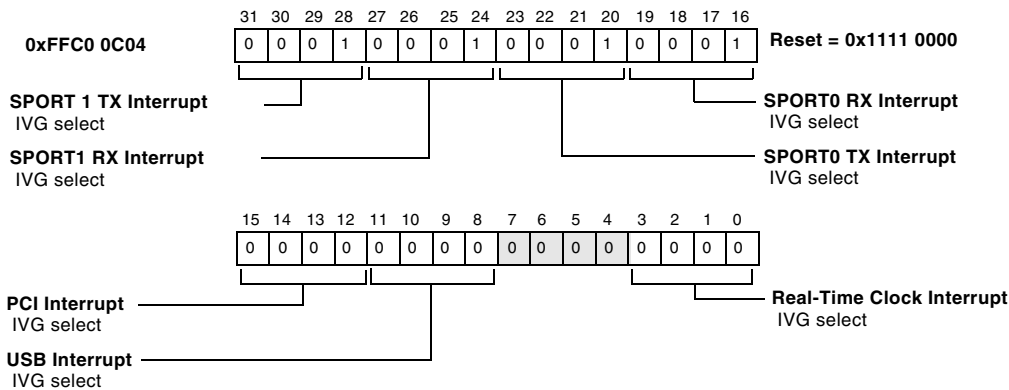 31 30 29 28 27 26 25 24 23 22 21 20 19 18 17 16
0xFFC0 0C04
0 0 0 1 0 0 0 1 0 0 0 1 0 0 0 1
Reset = 0x1111 0000
SPORT 1 TX Interrupt
IVG select
SPORT0 RX Interrupt
IVG select
SPORT1 RX Interrupt
IVG select
SPORT0 TX Interrupt
IVG select
15 14 13 12 11 10 9 8 7 6 5 4 3 2 1 0
0 0 0 0 0 0 0 0 0 0 0 0 0 0 0 0
PCI Interrupt
IVG select
Real-Time Clock Interrupt
IVG select
USB Interrupt
IVG select